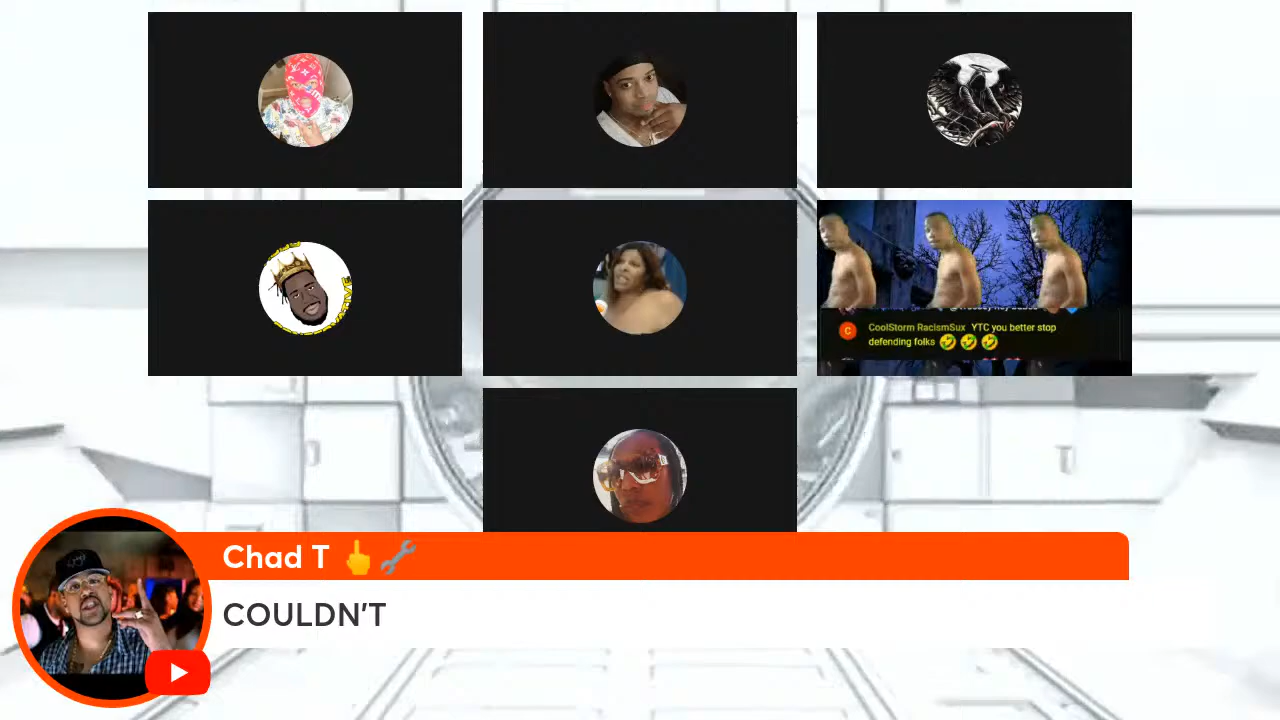 CoolStorm RacismSux YTC you better stop
defending folks 🤣 🤣 🤣
Chad T 🖕🔧
COULDN'T